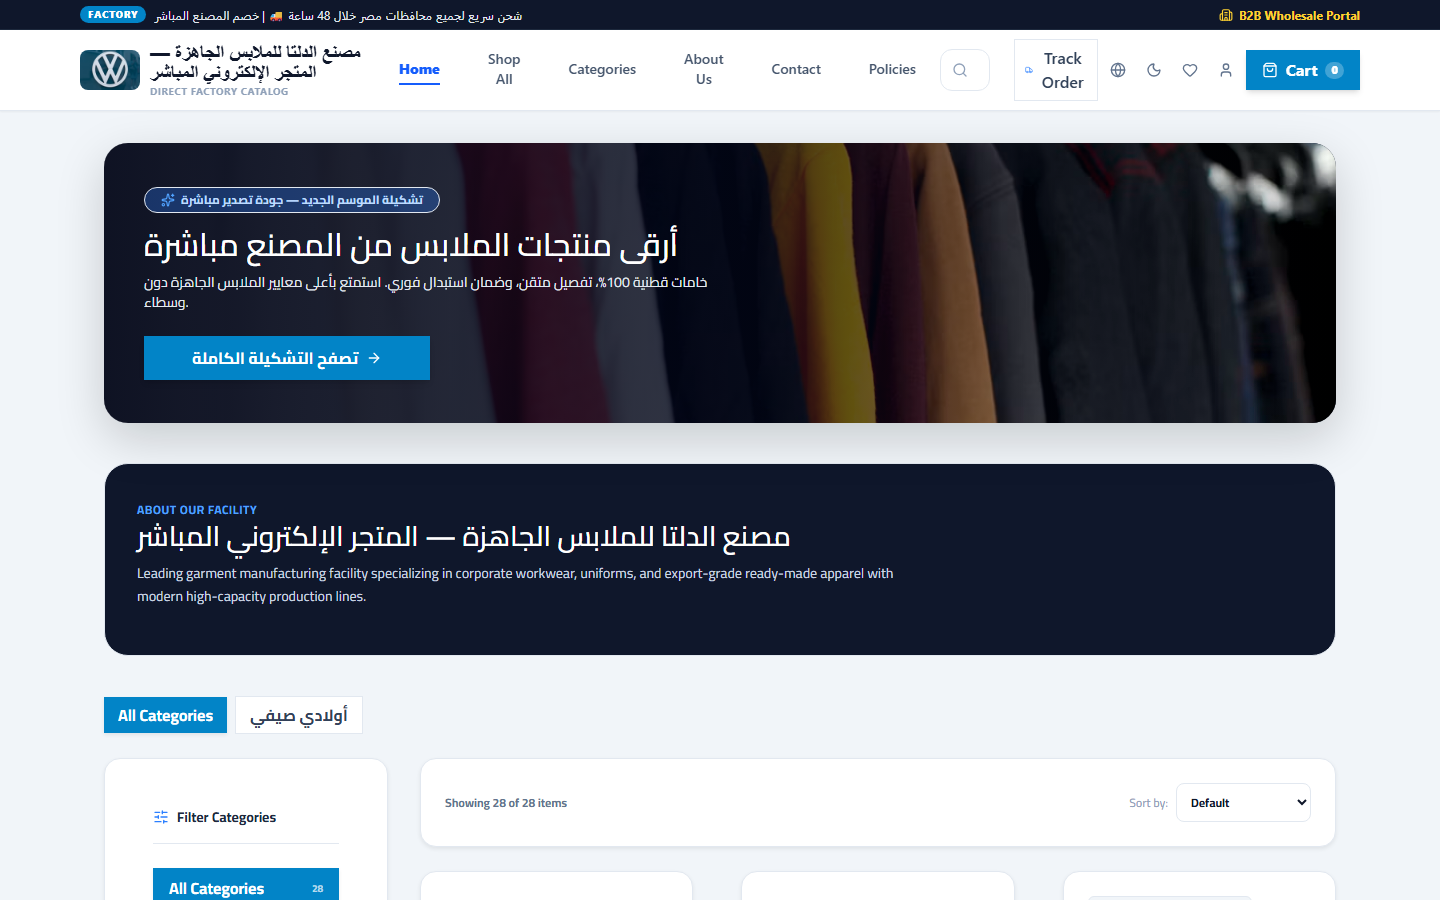 FACTORY
شحن سريع لجميع محافظات مصر خلال 48 ساعة 🚚 | خصم المصنع المباشر
B2B Wholesale Portal
مصنع الدلتا للملابس الجاهزة —
المتجر الإلكتروني المباشر
DIRECT FACTORY CATALOG
Home
Shop
All
Categories
About
Us
Contact
Policies
Track
Order
Cart 0
تشكيلة الموسم الجديد — جودة تصدير مباشرة
أرقى منتجات الملابس من المصنع مباشرة
خامات قطنية 100%، تفصيل متقن، وضمان استبدال فوري. استمتع بأعلى معايير الملابس الجاهزة دون
وسطاء.
تصفح التشكيلة الكاملة
ABOUT OUR FACILITY
مصنع الدلتا للملابس الجاهزة — المتجر الإلكتروني المباشر
Leading garment manufacturing facility specializing in corporate workwear, uniforms, and export-grade ready-made apparel with
modern high-capacity production lines.
All Categories
أولادي صيفي
Filter Categories
All Categories 28
Showing 28 of 28 items
Sort by: Default